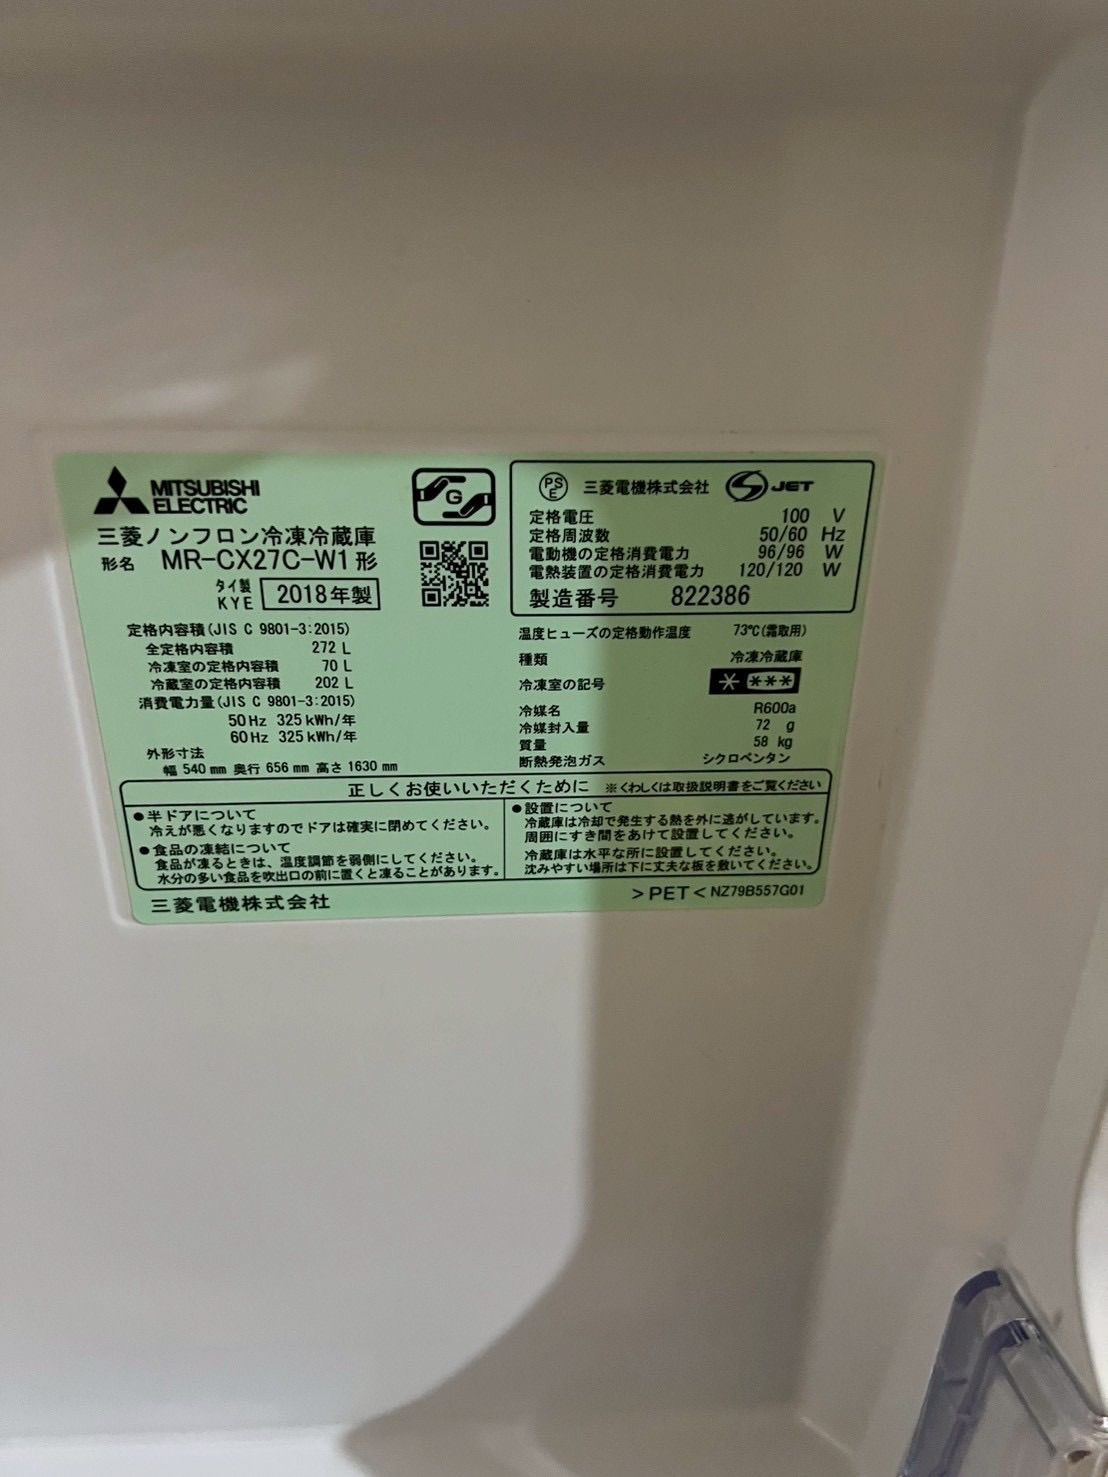 MITSUBISHI
ELECTRIC
三菱ノンフロン冷凍冷蔵庫
形名 MR-CX27C-W1形
タイ製
KYE 2018年製
G
定格内容積(JIS C 9801-3:2015)
全定格内容積 272 L
冷凍室の定格内容積 70 L
冷蔵室の定格内容積 202 L
消費電力量(JIS C 9801-3:2015)
50Hz 325kWh/年
60Hz 325kWh/年
外形寸法
幅 540mm 奥行 656mm 高さ 1630mm
PSE 三菱電機株式会社 S JET
定格電圧 100 V
定格周波数 50/60 Hz
電動機の定格消費電力 96/96 W
電熱装置の定格消費電力 120/120 W
製造番号 822386
温度ヒューズの定格動作温度 73℃(霜取用)
種類 冷凍冷蔵庫
冷凍室の記号 ＊ ＊＊＊
冷媒名 R600a
冷媒封入量 72 g
質量 58 kg
断熱発泡ガス シクロペンタン
正しくお使いいただくために ※くわしくは取扱説明書をご覧ください
●半ドアについて
冷えが悪くなりますのでドアは確実に閉めてください。
●食品の凍結について
食品が凍るときは、温度調節を弱側にしてください。
水分の多い食品を吹出口の前に置くと凍ることがあります。
●設置について
冷蔵庫は冷却で発生する熱を外に逃がしています。
周囲にすき間をあけて設置してください。
冷蔵庫は水平な所に設置してください。
沈みやすい場所は下に丈夫な板を敷いてください。
三菱電機株式会社
＞PET＜ NZ79B557G01